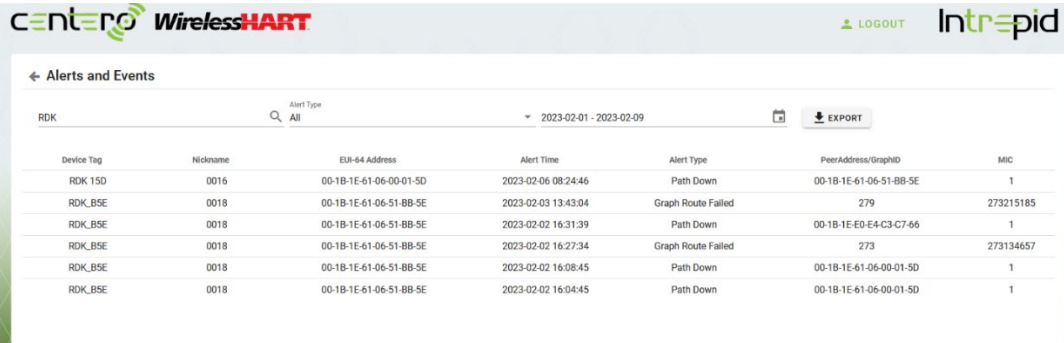 centero WirelessHART LOGOUT Intrepid
Alerts and Events
Alert Type
RDK All 2023-02-01 - 2023-02-09 EXPORT
Device Tag Nickname EUI-64 Address Alert Time Alert Type PeerAddress/GraphID MIC
RDK 15D 0016 00-1B-1E-61-06-00-01-5D 2023-02-06 08:24:46 Path Down 00-1B-1E-61-06-51-BB-5E 1
RDK_B5E 0018 00-1B-1E-61-06-51-BB-5E 2023-02-03 13:43:04 Graph Route Failed 279 273215185
RDK_B5E 0018 00-1B-1E-61-06-51-BB-5E 2023-02-02 16:31:39 Path Down 00-1B-1E-E0-E4-C3-C7-66 1
RDK_B5E 0018 00-1B-1E-61-06-51-BB-5E 2023-02-02 16:27:34 Graph Route Failed 273 273134657
RDK_B5E 0018 00-1B-1E-61-06-51-BB-5E 2023-02-02 16:08:45 Path Down 00-1B-1E-61-06-00-01-5D 1
RDK_B5E 0018 00-1B-1E-61-06-51-BB-5E 2023-02-02 16:04:45 Path Down 00-1B-1E-61-06-00-01-5D 1